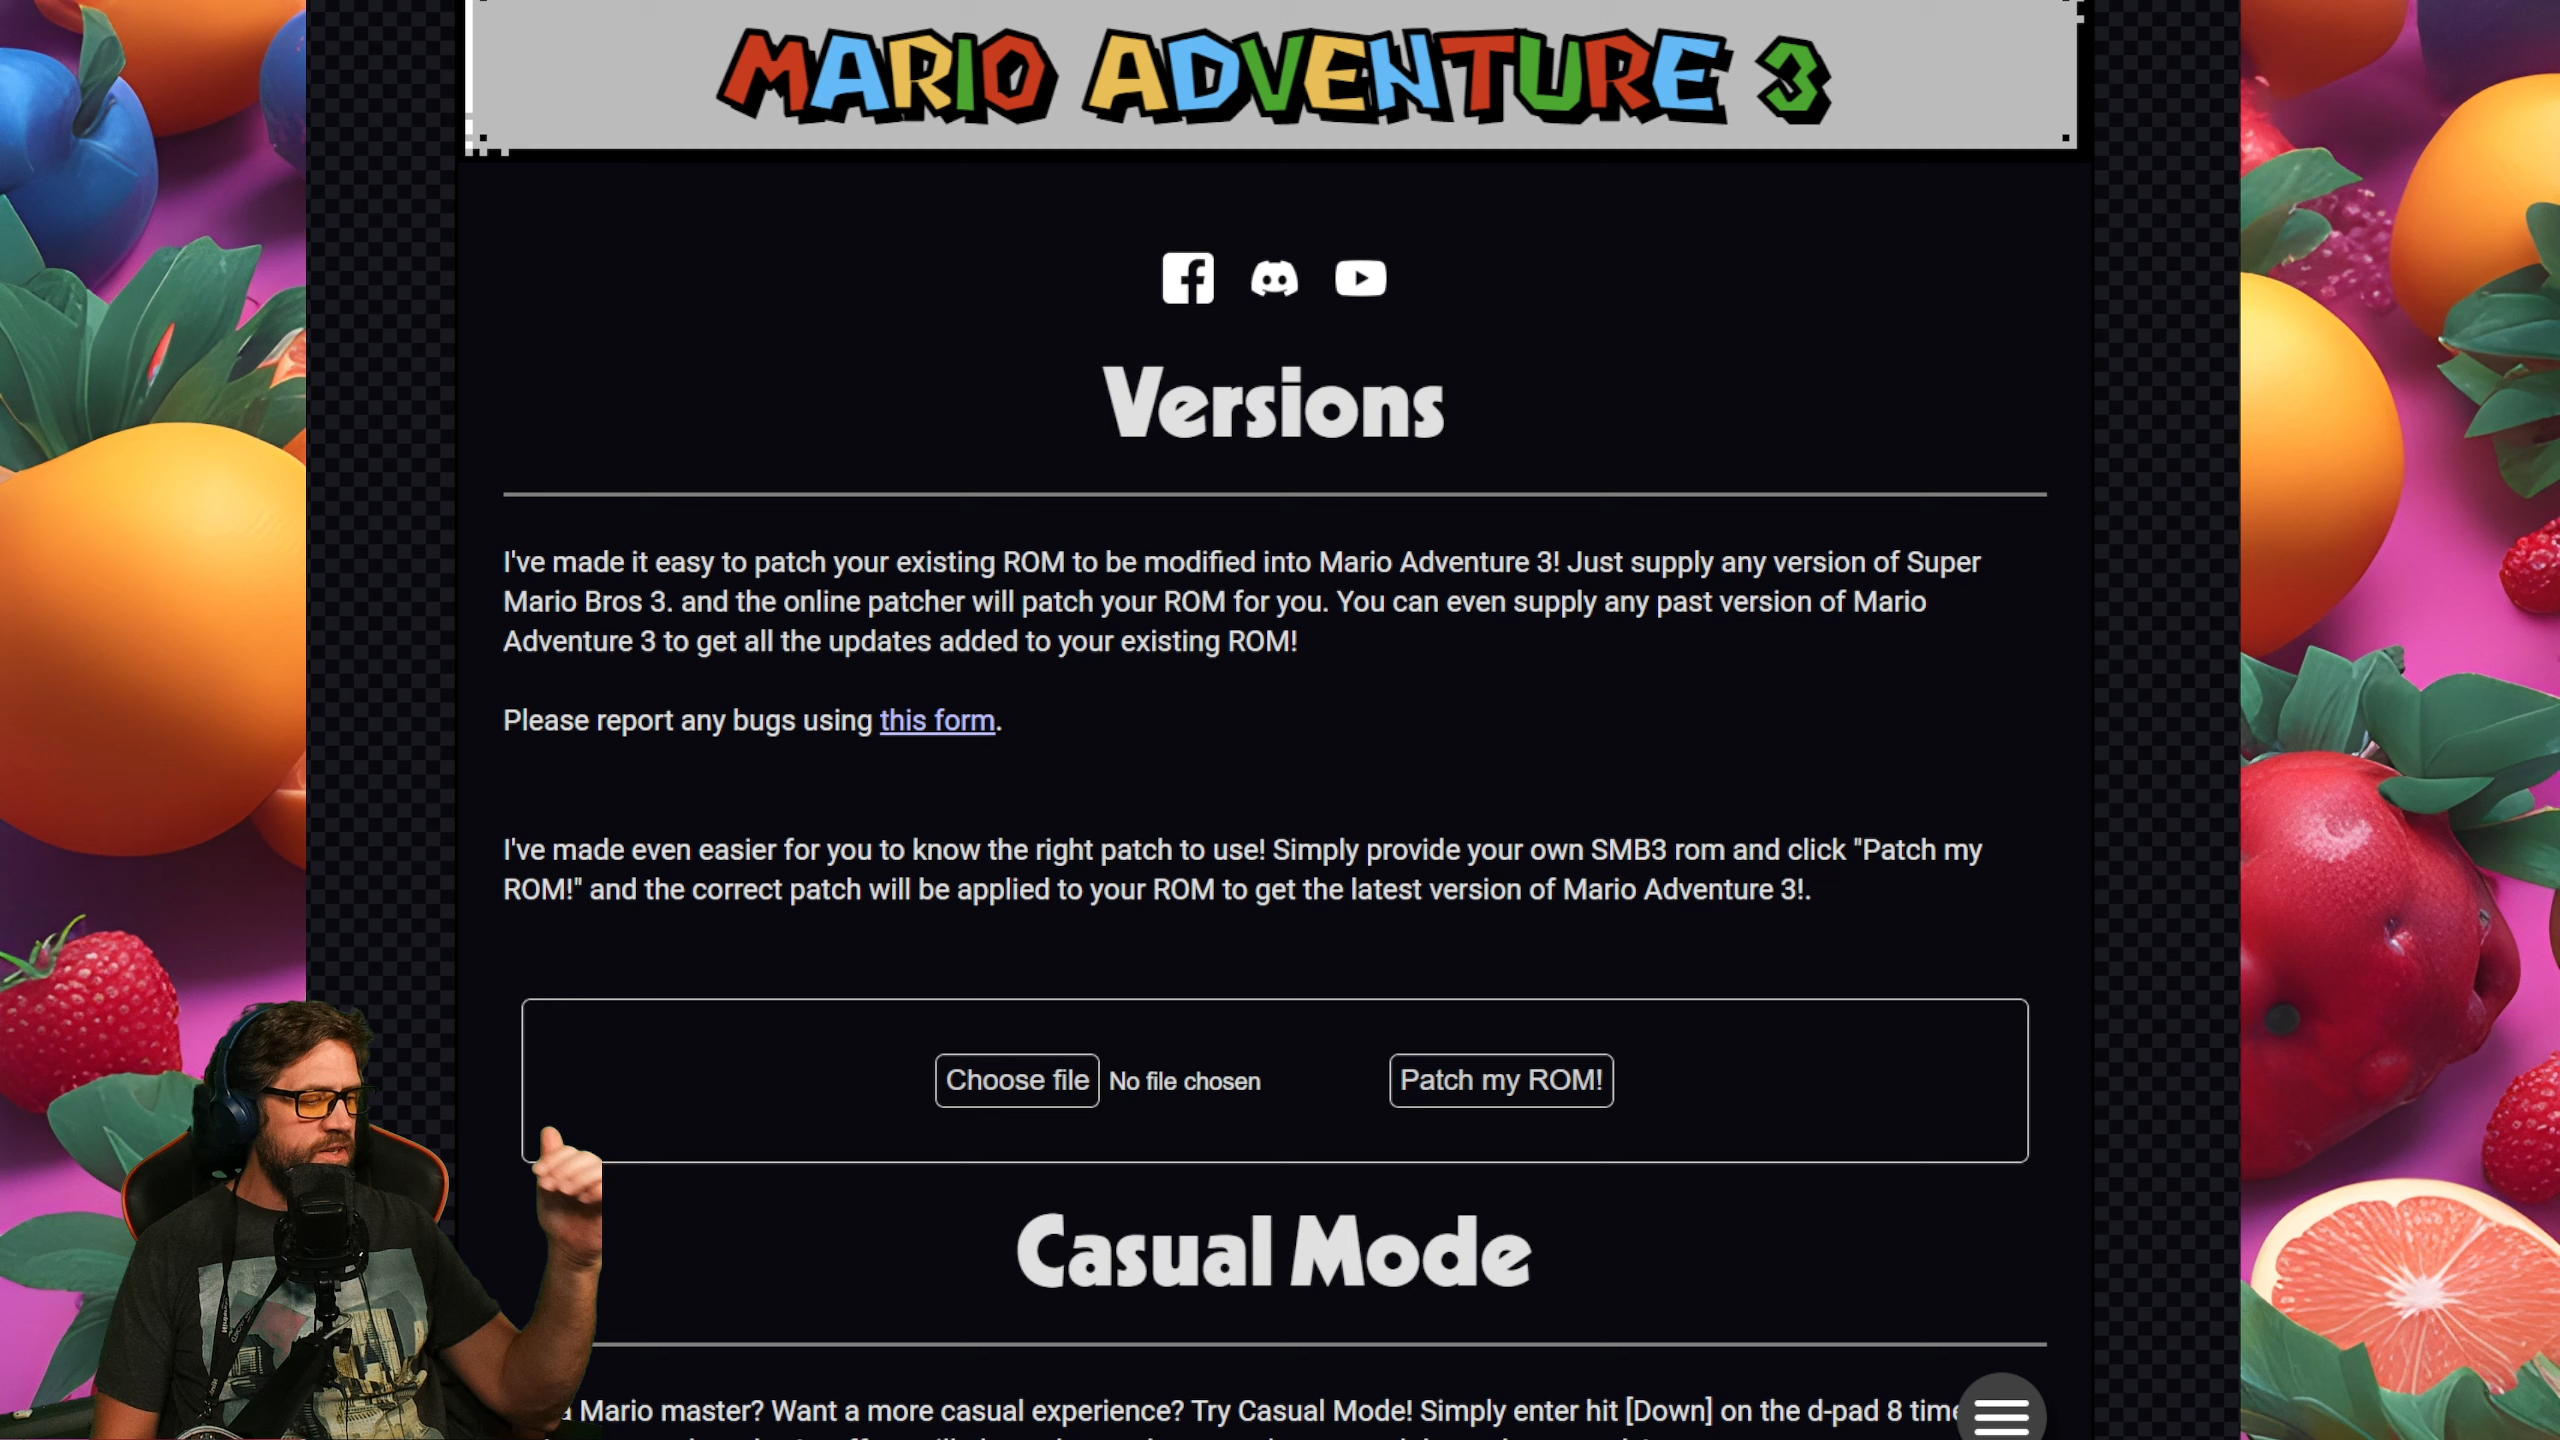 MARIO ADVENTURE 3
Versions
I've made it easy to patch your existing ROM to be modified into Mario Adventure 3! Just supply any version of Super
Mario Bros 3. and the online patcher will patch your ROM for you. You can even supply any past version of Mario
Adventure 3 to get all the updates added to your existing ROM!
Please report any bugs using this form.
I've made even easier for you to know the right patch to use! Simply provide your own SMB3 rom and click "Patch my
ROM!" and the correct patch will be applied to your ROM to get the latest version of Mario Adventure 3!.
Choose file No file chosen Patch my ROM!
Casual Mode
a Mario master? Want a more casual experience? Try Casual Mode! Simply enter hit [Down] on the d-pad 8